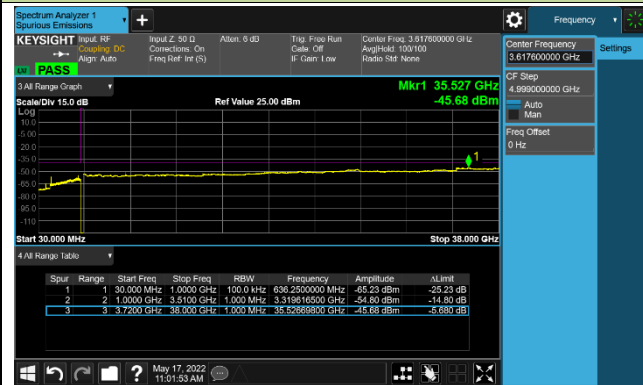 Spectrum Analyzer 1
Spurious Emissions
+
Frequency
KEYSIGHT Input: RF Input Z: 50 Ω Atten: 6 dB Trig: Free Run Center Freq: 3.617600000 GHz
Coupling: DC Corrections: On Gate: Off Avg|Hold: 100/100
Align: Auto Freq Ref: Int (S) IF Gain: Low Radio Std: None
LW PASS
Center Frequency
3.617600000 GHz
Settings
CF Step
4.999000000 GHz
Auto
Man
Freq Offset
0 Hz
3 All Range Graph
Mkr1 35.527 GHz
Scale/Div 15.0 dB Ref Value 25.00 dBm -45.68 dBm
Log
10.0
-5.00
-20.0
-35.0
-50.0
-65.0
-80.0
-95.0
-110
1
Start 30.000 MHz Stop 38.000 GHz
4 All Range Table
Spur Range Start Freq Stop Freq RBW Frequency Amplitude ΔLimit
1 1 30.000 MHz 1.0000 GHz 100.0 kHz 636.2500000 MHz -65.23 dBm -25.23 dB
2 2 1.0000 GHz 3.5100 GHz 1.000 MHz 3.319616500 GHz -54.80 dBm -14.80 dB
3 3 3.7200 GHz 38.000 GHz 1.000 MHz 35.52669800 GHz -45.68 dBm -5.680 dB
? May 17, 2022
11:01:53 AM